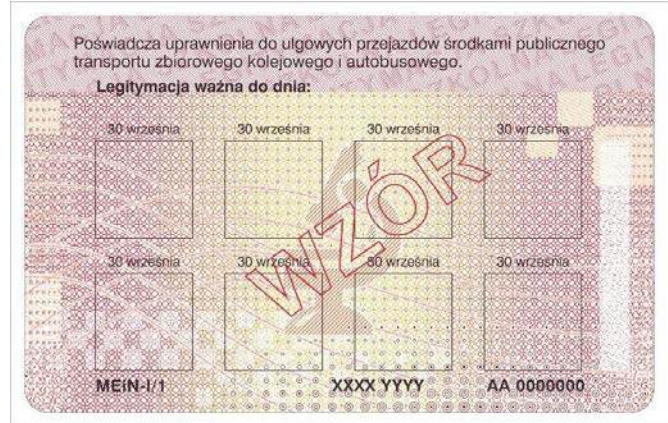 Poświadcza uprawnienia do ulgowych przejazdów środkami publicznego
transportu zbiorowego kolejowego i autobusowego.
Legitymacja ważna do dnia:
30 września 30 września 30 września 30 września
WZÓR
30 września 30 września 30 września 30 września
MEiN-I/1 XXXX YYYY AA 0000000